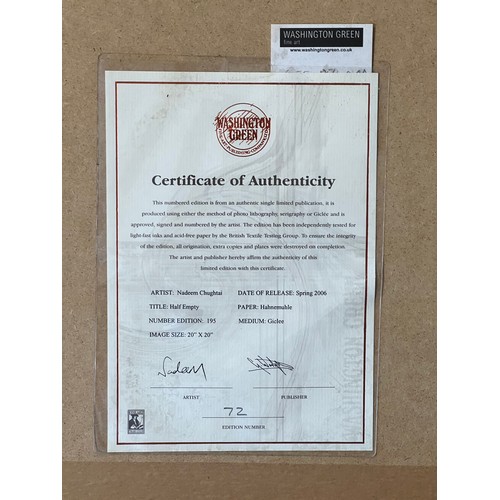 WASHINGTON GREEN
fine art
www.washingtongreen.co.uk
WASHINGTON
GREEN
FINE ART PUBLISHING
Certificate of Authenticity
This numbered edition is from an authentic single limited publication, it is
produced using either the method of photo lithography, serigraphy or Giclée and is
approved, signed and numbered by the artist. The edition has been independently tested for
light-fast inks and acid-free paper by the British Textile Testing Group. To ensure the integrity
of the edition, all origination, extra copies and plates were destroyed on completion.
The artist and publisher hereby affirm the authenticity of this
limited edition with this certificate.
ARTIST: Nadeem Chughtai DATE OF RELEASE: Spring 2006
TITLE: Half Empty PAPER: Hahnemuhle
NUMBER EDITION: 195 MEDIUM: Giclée
IMAGE SIZE: 20" X 20"
Nadeem
ARTIST PUBLISHER
72
EDITION NUMBER